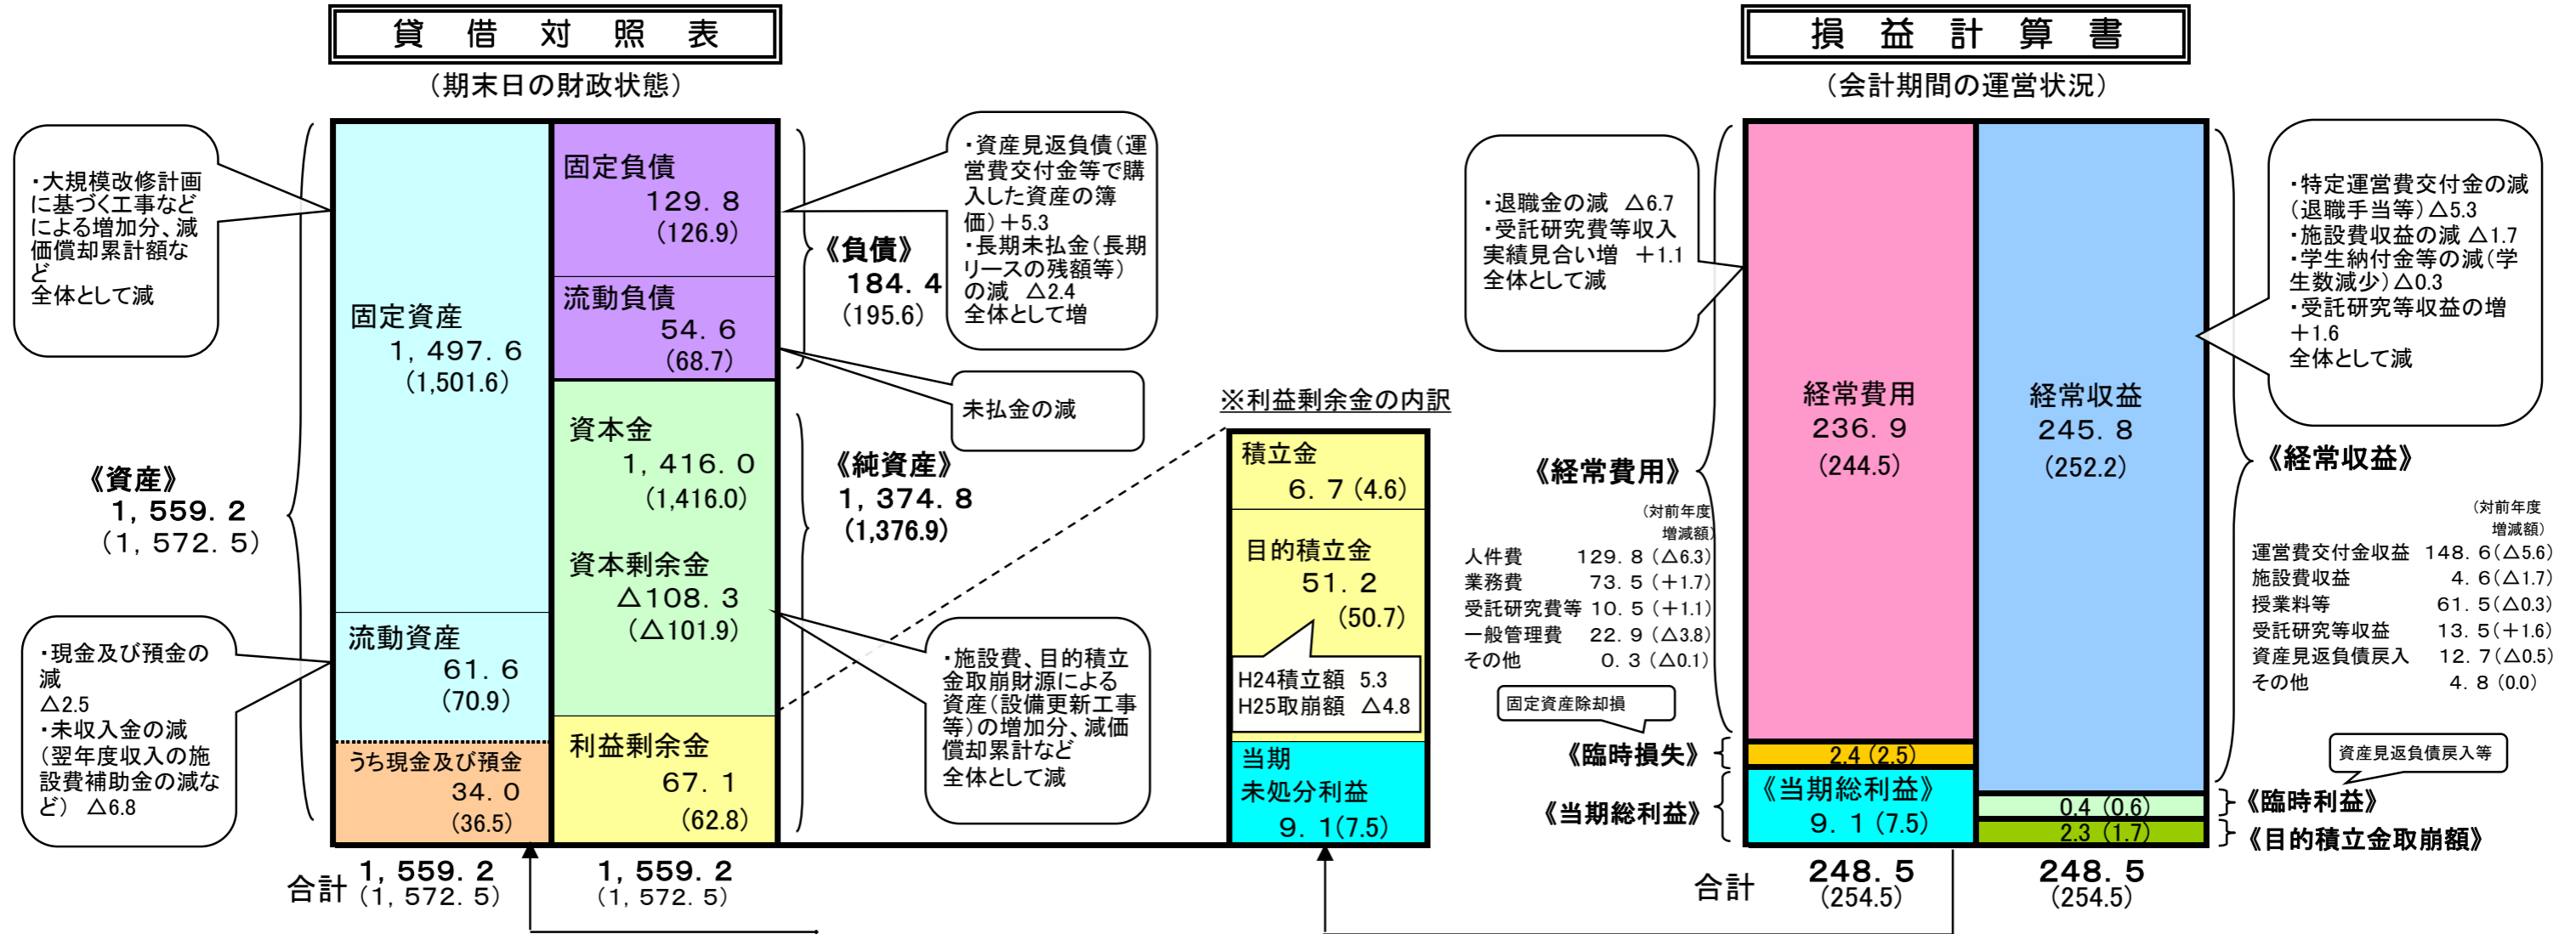 貸借対照表
(期末日の財政状態)
・大規模改修計画
に基づく工事など
による増加分、減
価償却累計額な
ど
全体として減
《資産》
1,559.2
(1,572.5)
・現金及び預金の
減
△2.5
・未収入金の減
(翌年度収入の施
設費補助金の減な
ど) △6.8
固定資産
1,497.6
(1,501.6)
流動資産
61.6
(70.9)
うち現金及び預金
34.0
(36.5)
固定負債
129.8
(126.9)
流動負債
54.6
(68.7)
資本金
1,416.0
(1,416.0)
資本剰余金
△108.3
(△101.9)
利益剰余金
67.1
(62.8)
合計 1,559.2 1,559.2
(1,572.5) (1,572.5)
《負債》
184.4
(195.6)
・資産見返負債(運
営費交付金等で購
入した資産の簿
価)+5.3
・長期未払金(長期
リースの残額等)
の減 △2.4
全体として増
未払金の減
《純資産》
1,374.8
(1,376.9)
・施設費、目的積立
金取崩財源による
資産(設備更新工事
等)の増加分、減価
償却累計など
全体として減
※利益剰余金の内訳
積立金
6.7(4.6)
目的積立金
51.2
(50.7)
H24積立額 5.3
H25取崩額 △4.8
当期
未処分利益
9.1(7.5)
損益計算書
(会計期間の運営状況)
・退職金の減 △6.7
・受託研究費等収入
実績見合い増 +1.1
全体として減
《経常費用》
(対前年度
増減額)
人件費 129.8(△6.3)
業務費 73.5(+1.7)
受託研究費等 10.5(+1.1)
一般管理費 22.9(△3.8)
その他 0.3(△0.1)
固定資産除却損
《臨時損失》
《当期総利益》
経常費用
236.9
(244.5)
2.4(2.5)
《当期総利益》
9.1(7.5)
経常収益
245.8
(252.2)
0.4(0.6)
2.3(1.7)
合計 248.5 248.5
(254.5) (254.5)
・特定運営費交付金の減
(退職手当等)△5.3
・施設費収益の減 △1.7
・学生納付金等の減(学
生数減少)△0.3
・受託研究等収益の増
+1.6
全体として減
《経常収益》
(対前年度
増減額)
運営費交付金収益 148.6(△5.6)
施設費収益 4.6(△1.7)
授業料等 61.5(△0.3)
受託研究等収益 13.5(+1.6)
資産見返負債戻入 12.7(△0.5)
その他 4.8(0.0)
資産見返負債戻入等
《臨時利益》
《目的積立金取崩額》